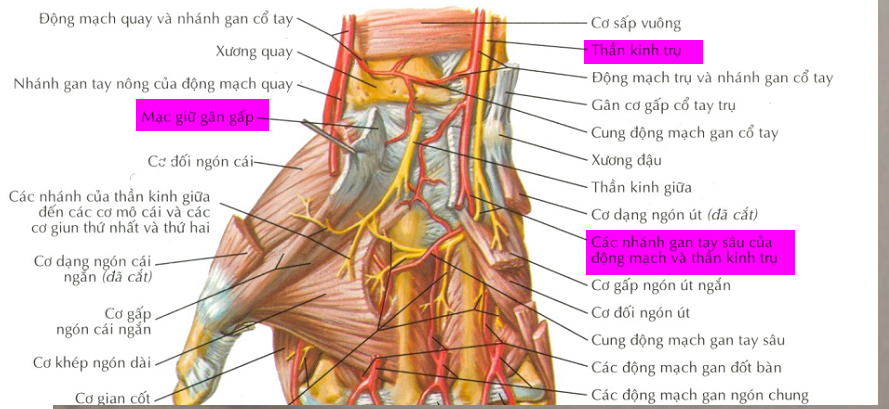 Động mạch quay và nhánh gan cổ tay
Xương quay
Nhánh gan tay nông của động mạch quay
Mạc giữ gân gấp
Cơ đối ngón cái
Các nhánh của thần kinh giữa
đến các cơ mô cái và các
cơ giun thứ nhất và thứ hai
Cơ dạng ngón cái
ngắn (đã cắt)
Cơ gấp
ngón cái ngắn
Cơ khép ngón dài
Cơ gian cốt
Cơ sấp vuông
Thần kinh trụ
Động mạch trụ và nhánh gan cổ tay
Gân cơ gấp cổ tay trụ
Cung động mạch gan cổ tay
Xương đậu
Thần kinh giữa
Cơ dạng ngón út (đã cắt)
Các nhánh gan tay sâu của
động mạch và thần kinh trụ
Cơ gấp ngón út ngắn
Cơ đối ngón út
Cung động mạch gan tay sâu
Các động mạch gan đốt bàn
Các động mạch gan ngón chung